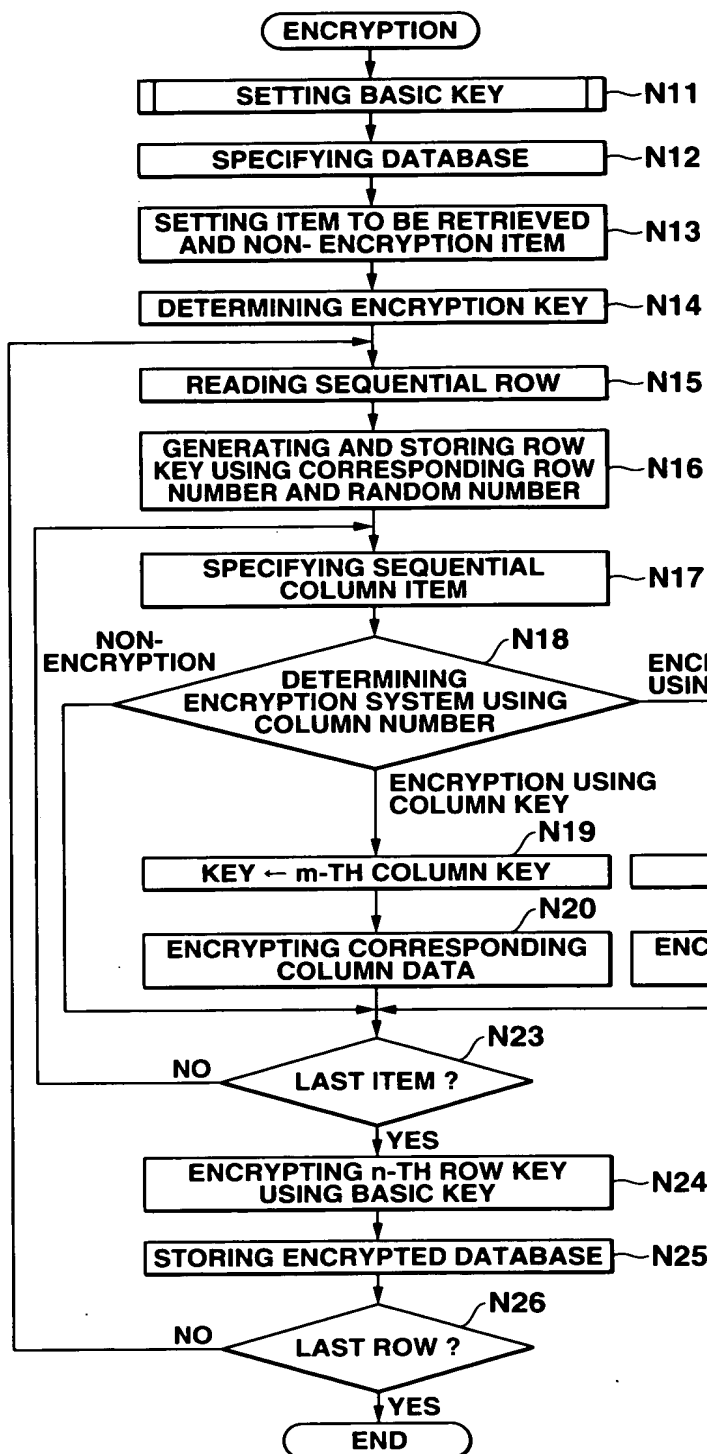 ENCRYPTION
SETTING BASIC KEY
N11
SPECIFYING DATABASE
N12
SETTING ITEM TO BE RETRIEVED
AND NON- ENCRYPTION ITEM
N13
DETERMINING ENCRYPTION KEY
N14
READING SEQUENTIAL ROW
N15
GENERATING AND STORING ROW
KEY USING CORRESPONDING ROW
NUMBER AND RANDOM NUMBER
N16
SPECIFYING SEQUENTIAL
COLUMN ITEM
N17
NON-
ENCRYPTION
N18
DETERMINING
ENCRYPTION SYSTEM USING
COLUMN NUMBER
USING
ENCRYPTION USING
COLUMN KEY
N19
KEY ← m-TH COLUMN KEY
N20
ENCRYPTING CORRESPONDING
COLUMN DATA
N23
NO
LAST ITEM ?
YES
ENCRYPTING n-TH ROW KEY
USING BASIC KEY
N24
STORING ENCRYPTED DATABASE
N25
N26
NO
LAST ROW ?
YES
END